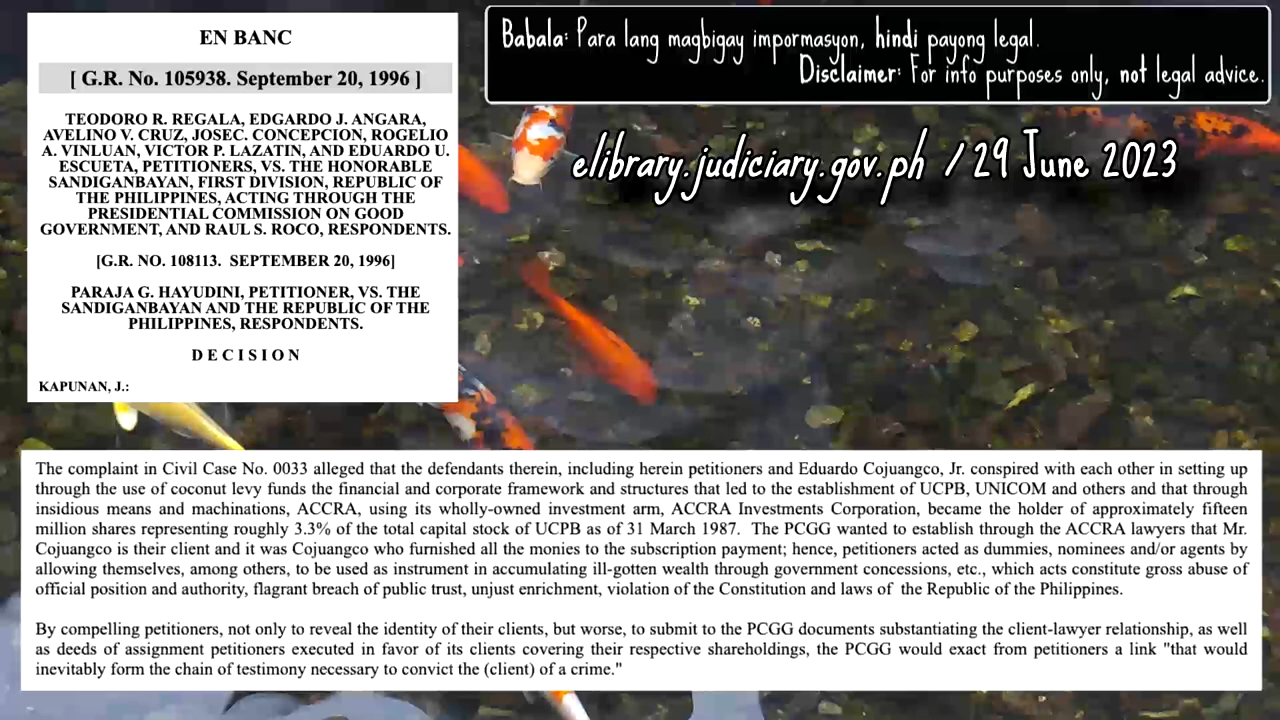 EN BANC
[ G.R. No. 105938. September 20, 1996 ]
TEODORO R. REGALA, EDGARDO J. ANGARA,
AVELINO V. CRUZ, JOSEC. CONCEPCION, ROGELIO
A. VINLUAN, VICTOR P. LAZATIN, AND EDUARDO U.
ESCUETA, PETITIONERS, VS. THE HONORABLE
SANDIGANBAYAN, FIRST DIVISION, REPUBLIC OF
THE PHILIPPINES, ACTING THROUGH THE
PRESIDENTIAL COMMISSION ON GOOD
GOVERNMENT, AND RAUL S. ROCO, RESPONDENTS.
[G.R. NO. 108113. SEPTEMBER 20, 1996]
PARAJA G. HAYUDINI, PETITIONER, VS. THE
SANDIGANBAYAN AND THE REPUBLIC OF THE
PHILIPPINES, RESPONDENTS.
D E C I S I O N
KAPUNAN, J.:
Babala: Para lang magbigay impormasyon, hindi payong legal.
Disclaimer: For info purposes only, not legal advice.
elibrary.judiciary.gov.ph / 29 June 2023
The complaint in Civil Case No. 0033 alleged that the defendants therein, including herein petitioners and Eduardo Cojuangco, Jr. conspired with each other in setting up
through the use of coconut levy funds the financial and corporate framework and structures that led to the establishment of UCPB, UNICOM and others and that through
insidious means and machinations, ACCRA, using its wholly-owned investment arm, ACCRA Investments Corporation, became the holder of approximately fifteen
million shares representing roughly 3.3% of the total capital stock of UCPB as of 31 March 1987. The PCGG wanted to establish through the ACCRA lawyers that Mr.
Cojuangco is their client and it was Cojuangco who furnished all the monies to the subscription payment; hence, petitioners acted as dummies, nominees and/or agents by
allowing themselves, among others, to be used as instrument in accumulating ill-gotten wealth through government concessions, etc., which acts constitute gross abuse of
official position and authority, flagrant breach of public trust, unjust enrichment, violation of the Constitution and laws of the Republic of the Philippines.
By compelling petitioners, not only to reveal the identity of their clients, but worse, to submit to the PCGG documents substantiating the client-lawyer relationship, as well
as deeds of assignment petitioners executed in favor of its clients covering their respective shareholdings, the PCGG would exact from petitioners a link "that would
inevitably form the chain of testimony necessary to convict the (client) of a crime."